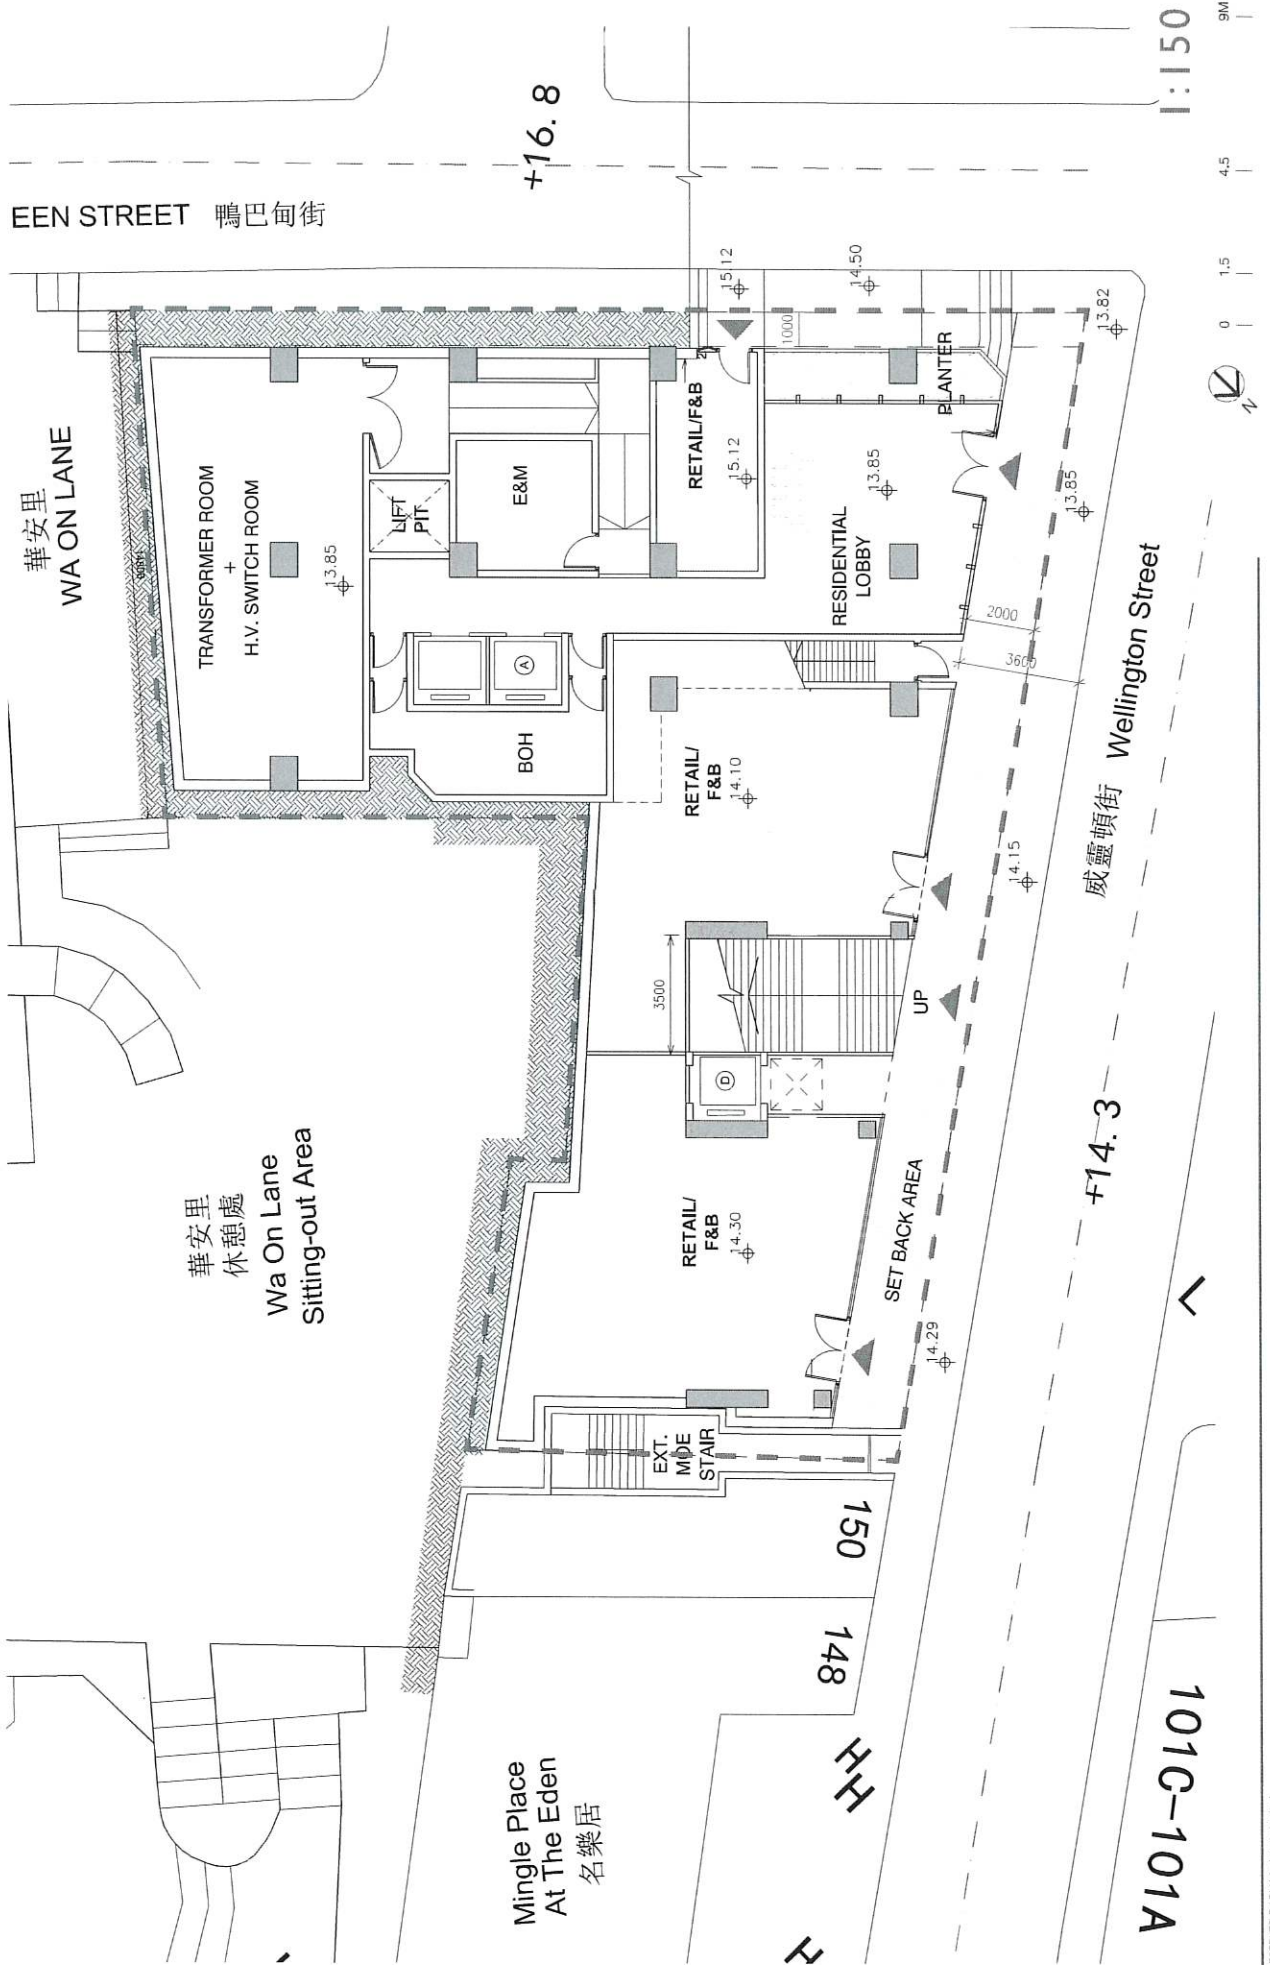 EEN STREET 鴨巴甸街
+16.8
1:150
9M
4.5
1.5
0
N
華安里
WA ON LANE
TRANSFORMER ROOM
+
H.V. SWITCH ROOM
13.85
LIFT
PIT
E&M
RETAIL/F&B
15.12
15.12
14.50
1000
PLANTER
13.82
13.85
RESIDENTIAL
LOBBY
13.85
2000
3600
A
BOH
RETAIL/
F&B
14.10
威靈頓街 Wellington Street
14.15
3500
UP
D
華安里
休憩處
Wa On Lane
Sitting-out Area
RETAIL/
F&B
14.30
SET BACK AREA
+14.3
14.29
L
EXT.
MOE
STAIR
150
148
Mingle Place
At The Eden
名樂居
H
H
H
101C-101A